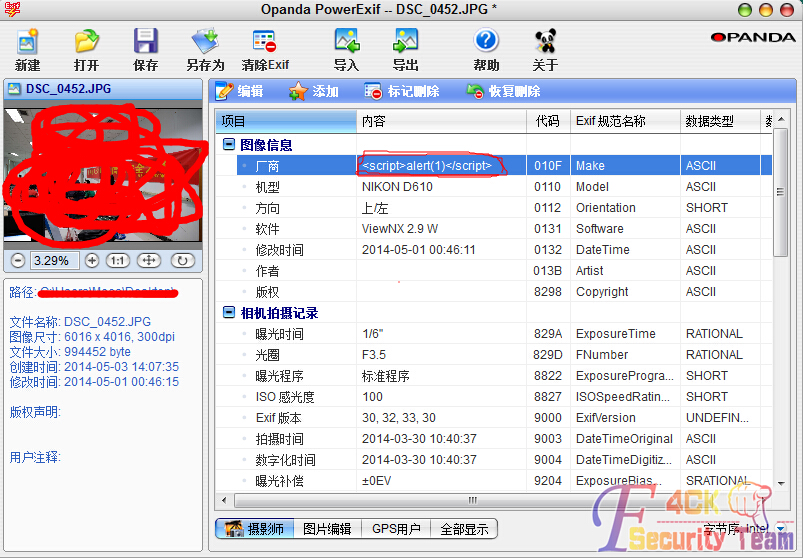 Opanda PowerExif -- DSC_0452.JPG *
新建 打开 保存 另存为 清除Exif 导入 导出 帮助 关于
OPANDA
DSC_0452.JPG
编辑 添加 标记删除 恢复删除
项目 内容 代码 Exif 规范名称 数据类型
图像信息
厂商 <script>alert(1)</script> 010F Make ASCII
机型 NIKON D610 0110 Model ASCII
方向 上/左 0112 Orientation SHORT
软件 ViewNX 2.9 W 0131 Software ASCII
修改时间 2014-05-01 00:46:11 0132 DateTime ASCII
作者 013B Artist ASCII
版权 8298 Copyright ASCII
相机拍摄记录
曝光时间 1/6" 829A ExposureTime RATIONAL
光圈 F3.5 829D FNumber RATIONAL
曝光程序 标准程序 8822 ExposureProgra... SHORT
ISO 感光度 100 8827 ISOSpeedRatin... SHORT
Exif 版本 30, 32, 33, 30 9000 ExifVersion UNDEFIN...
拍摄时间 2014-03-30 10:40:37 9003 DateTimeOriginal ASCII
数字化时间 2014-03-30 10:40:37 9004 DateTimeDigitiz... ASCII
曝光补偿 ±0EV 9204 ExposureBias... SRATIONAL
3.29% 1:1
路径:
文件名称: DSC_0452.JPG
图像尺寸: 6016 x 4016, 300dpi
文件大小: 994452 byte
创建时间: 2014-05-03 14:07:35
修改时间: 2014-05-01 00:46:15
版权声明:
用户注释:
摄影师 图片编辑 GPS用户 全部显示
字节序: Intel
F4CK
Security Team